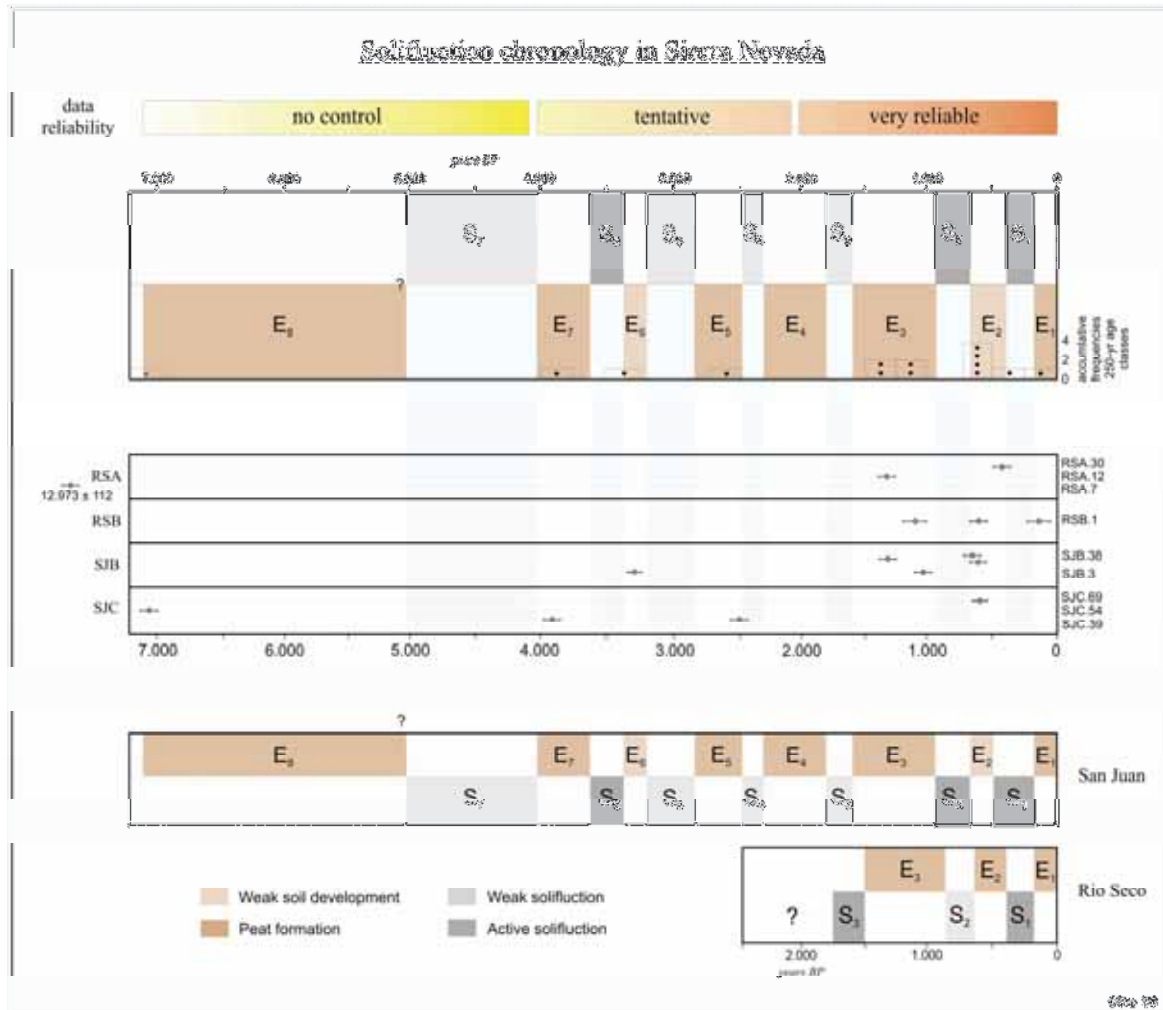 Solifluction chronology in Sierra Nevada
data reliability
no control
tentative
very reliable
years BP
S₇ S₅ S₁
E₈ E₇ E₆ E₅ E₄ E₃ E₂ E₁
?
4
2
0
accumtative
frequencies
250-yr age
classes
RSA
12.973 ± 112
RSA.30
RSA.12
RSA.7
RSB
RSB.1
SJB
SJB.38
SJB.3
SJC
SJC.69
SJC.54
SJC.39
7.000 6.000 5.000 4.000 3.000 2.000 1.000 0
?
E₈ E₇ E₆ E₅ E₄ E₃ E₂ E₁
San Juan
E₃ E₂ E₁
Rio Seco
? S₃ S₂ S₁
2.000 1.000 0
years BP
Weak soil development
Peat formation
Weak solifluction
Active solifluction